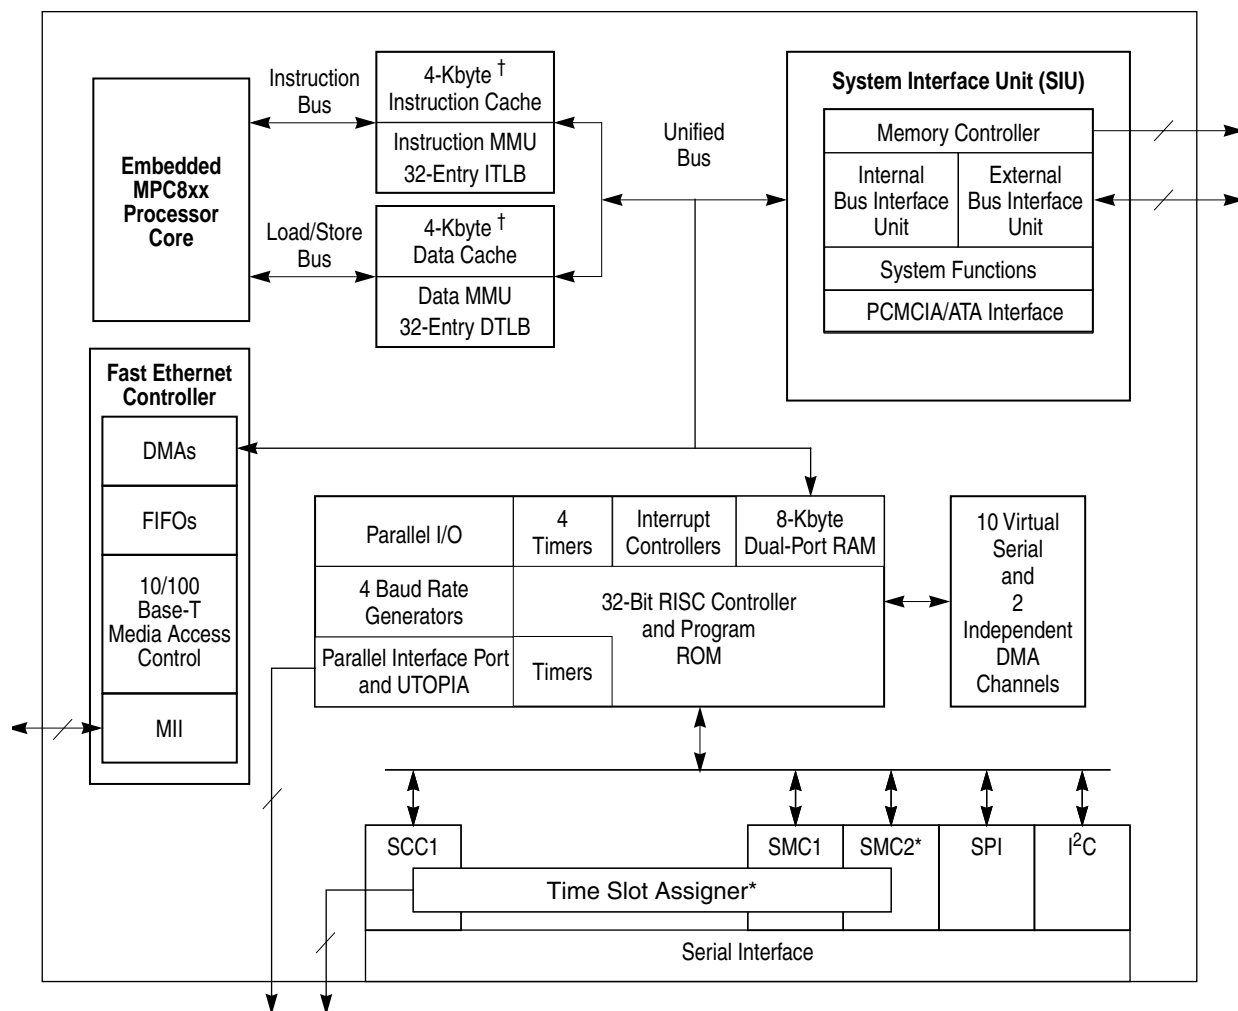 Embedded
MPC8xx
Processor
Core
Instruction
Bus
Load/Store
Bus
4-Kbyte †
Instruction Cache
Instruction MMU
32-Entry ITLB
4-Kbyte †
Data Cache
Data MMU
32-Entry DTLB
Unified
Bus
System Interface Unit (SIU)
Memory Controller
Internal
Bus Interface
Unit
External
Bus Interface
Unit
System Functions
PCMCIA/ATA Interface
Fast Ethernet
Controller
DMAs
FIFOs
10/100
Base-T
Media Access
Control
MII
Parallel I/O
4
Timers
Interrupt
Controllers
8-Kbyte
Dual-Port RAM
4 Baud Rate
Generators
32-Bit RISC Controller
and Program
ROM
Parallel Interface Port
and UTOPIA
Timers
10 Virtual
Serial
and
2
Independent
DMA
Channels
SCC1
SMC1
SMC2*
SPI
I²C
Time Slot Assigner*
Serial Interface